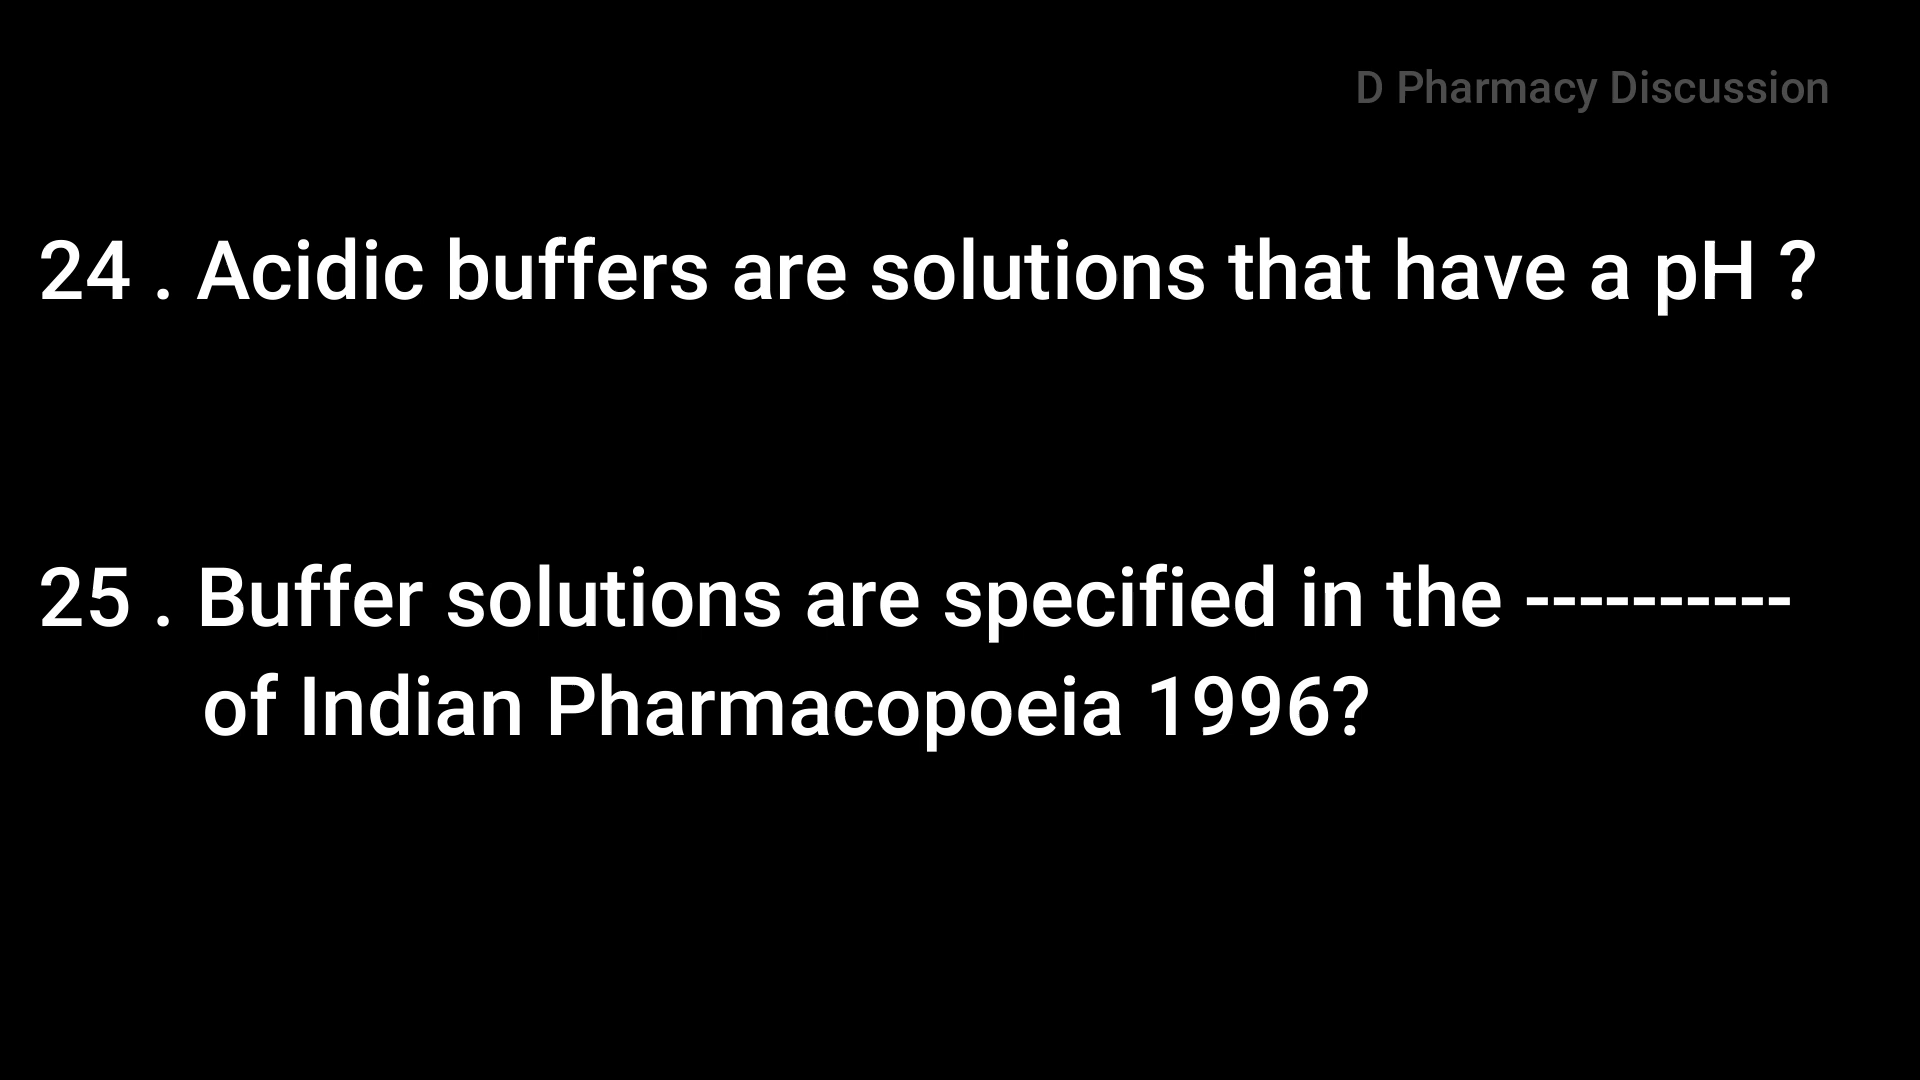 D Pharmacy Discussion
24 . Acidic buffers are solutions that have a pH ?
25 . Buffer solutions are specified in the ----------
of Indian Pharmacopoeia 1996?